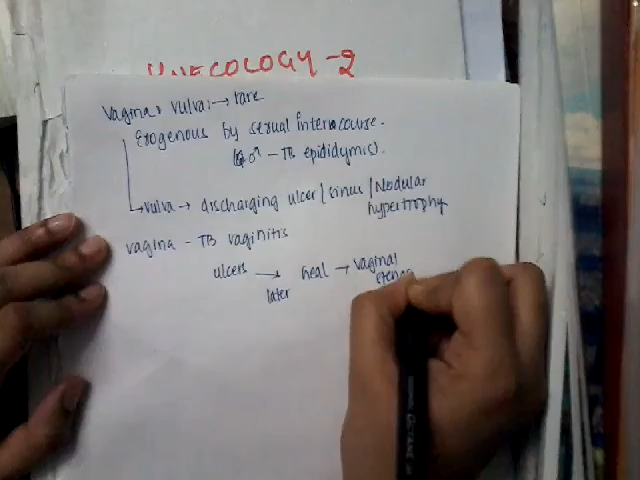 GYNECOLOGY -2
Vagina, vulva: → rare
Exogenous by sexual intercourse.
♂ - TB epididymis).
→ vulva → discharging ulcer / sinus / Nodular
hypertrophy
vagina - TB vaginitis
ulcers → heal → vaginal
later